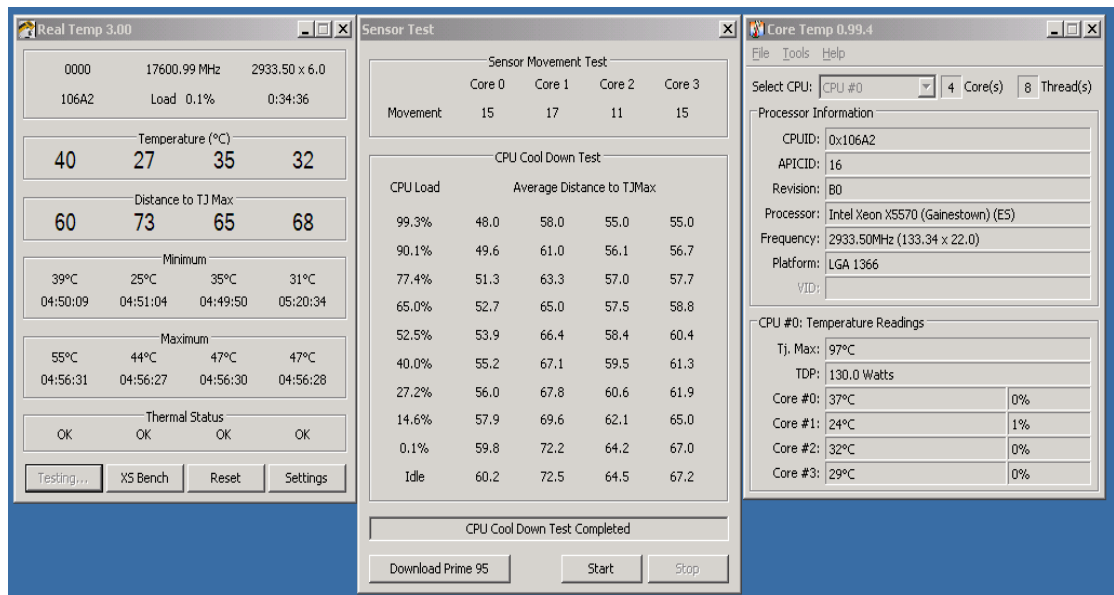 Real Temp 3.00
0000 17600.99 MHz 2933.50 x 6.0
106A2 Load 0.1% 0:34:36
Temperature (°C)
40 27 35 32
Distance to TJ Max
60 73 65 68
Minimum
39°C 25°C 35°C 31°C
04:50:09 04:51:04 04:49:50 05:20:34
Maximum
55°C 44°C 47°C 47°C
04:56:31 04:56:27 04:56:30 04:56:28
Thermal Status
OK OK OK OK
Testing... XS Bench Reset Settings
Sensor Test
Sensor Movement Test
Core 0 Core 1 Core 2 Core 3
Movement 15 17 11 15
CPU Cool Down Test
CPU Load Average Distance to TJMax
99.3% 48.0 58.0 55.0 55.0
90.1% 49.6 61.0 56.1 56.7
77.4% 51.3 63.3 57.0 57.7
65.0% 52.7 65.0 57.5 58.8
52.5% 53.9 66.4 58.4 60.4
40.0% 55.2 67.1 59.5 61.3
27.2% 56.0 67.8 60.6 61.9
14.6% 57.9 69.6 62.1 65.0
0.1% 59.8 72.2 64.2 67.0
Idle 60.2 72.5 64.5 67.2
CPU Cool Down Test Completed
Download Prime 95 Start Stop
Core Temp 0.99.4
File Tools Help
Select CPU: CPU #0 4 Core(s) 8 Thread(s)
Processor Information
CPUID: 0x106A2
APICID: 16
Revision: B0
Processor: Intel Xeon X5570 (Gainestown) (ES)
Frequency: 2933.50MHz (133.34 x 22.0)
Platform: LGA 1366
VID:
CPU #0: Temperature Readings
Tj. Max: 97°C
TDP: 130.0 Watts
Core #0: 37°C 0%
Core #1: 24°C 1%
Core #2: 32°C 0%
Core #3: 29°C 0%